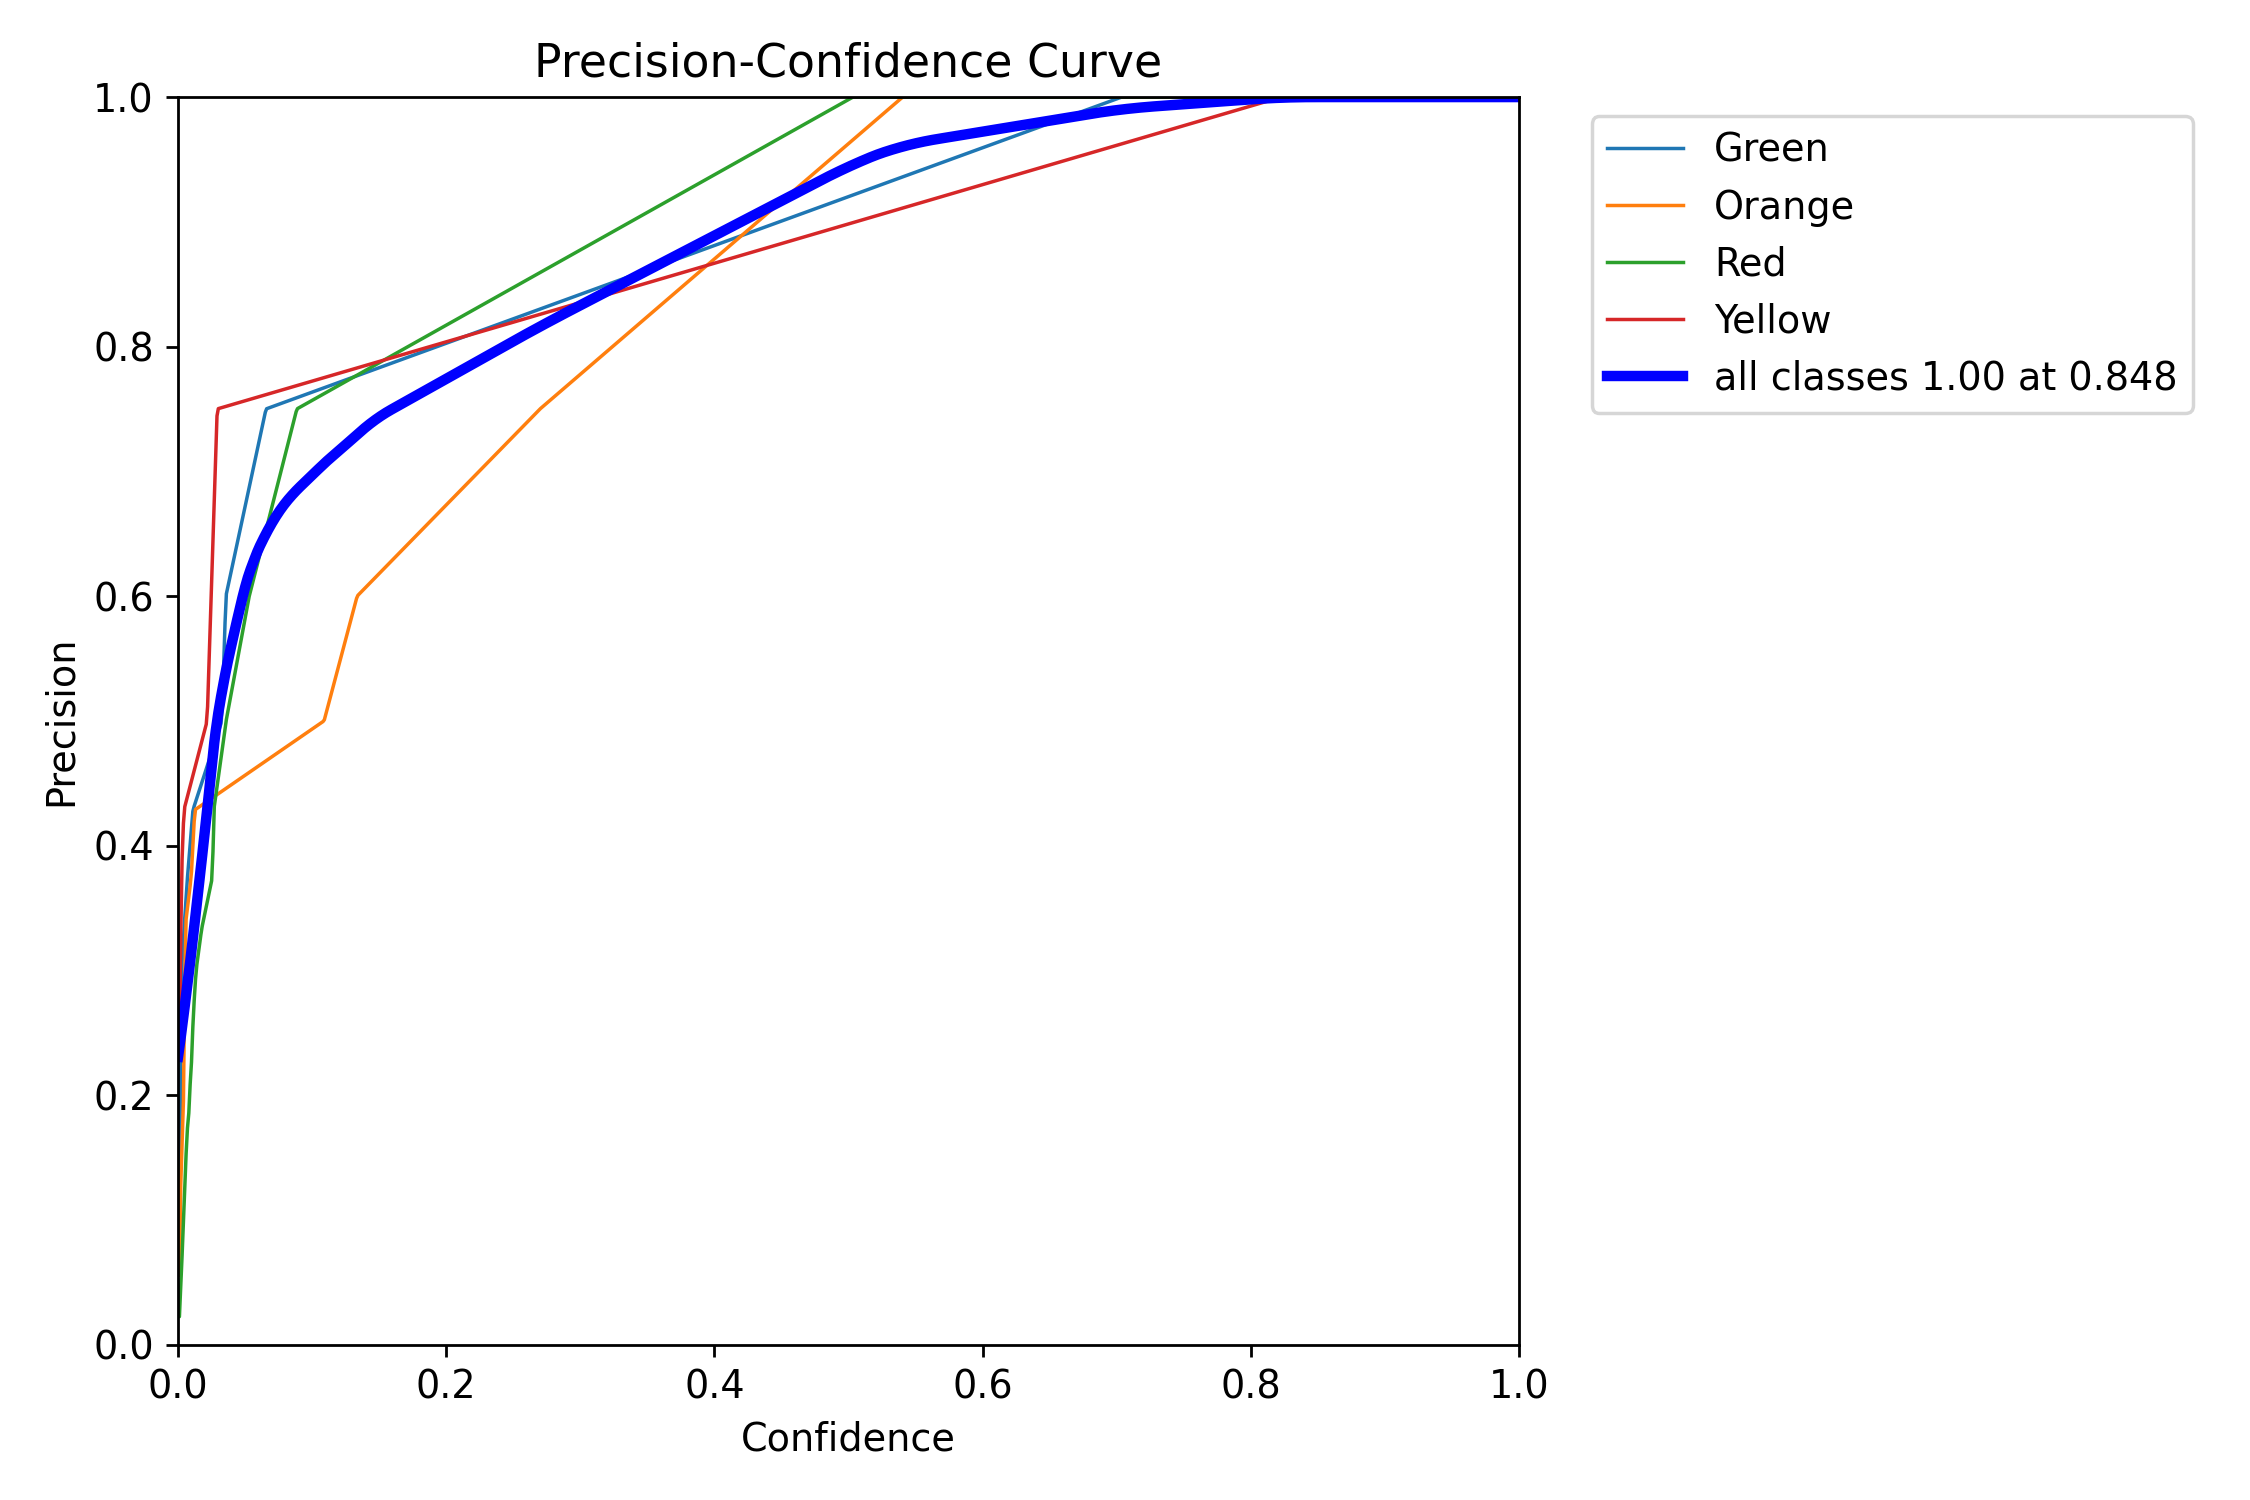 Precision-Confidence Curve
1.0
0.8
0.6
0.4
0.2
0.0
Precision
0.0 0.2 0.4 0.6 0.8 1.0
Confidence
Green
Orange
Red
Yellow
all classes 1.00 at 0.848